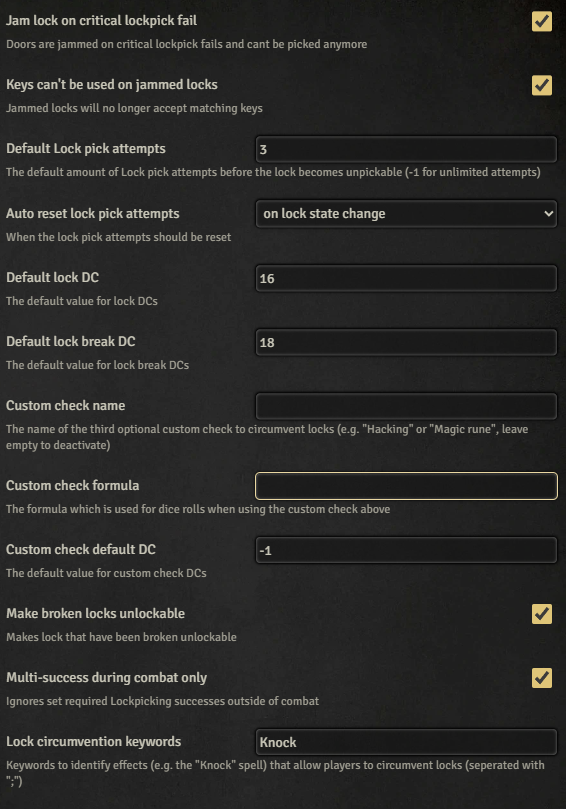 Jam lock on critical lockpick fail
Doors are jammed on critical lockpick fails and cant be picked anymore
Keys can't be used on jammed locks
Jammed locks will no longer accept matching keys
Default Lock pick attempts 3
The default amount of Lock pick attempts before the lock becomes unpickable (-1 for unlimited attempts)
Auto reset lock pick attempts on lock state change
When the lock pick attempts should be reset
Default lock DC 16
The default value for lock DCs
Default lock break DC 18
The default value for lock break DCs
Custom check name
The name of the third optional custom check to circumvent locks (e.g. "Hacking" or "Magic rune", leave
empty to deactivate)
Custom check formula
The formula which is used for dice rolls when using the custom check above
Custom check default DC -1
The default value for custom check DCs
Make broken locks unlockable
Makes lock that have been broken unlockable
Multi-success during combat only
Ignores set required Lockpicking successes outside of combat
Lock circumvention keywords Knock
Keywords to identify effects (e.g. the "Knock" spell) that allow players to circumvent locks (seperated with
";")